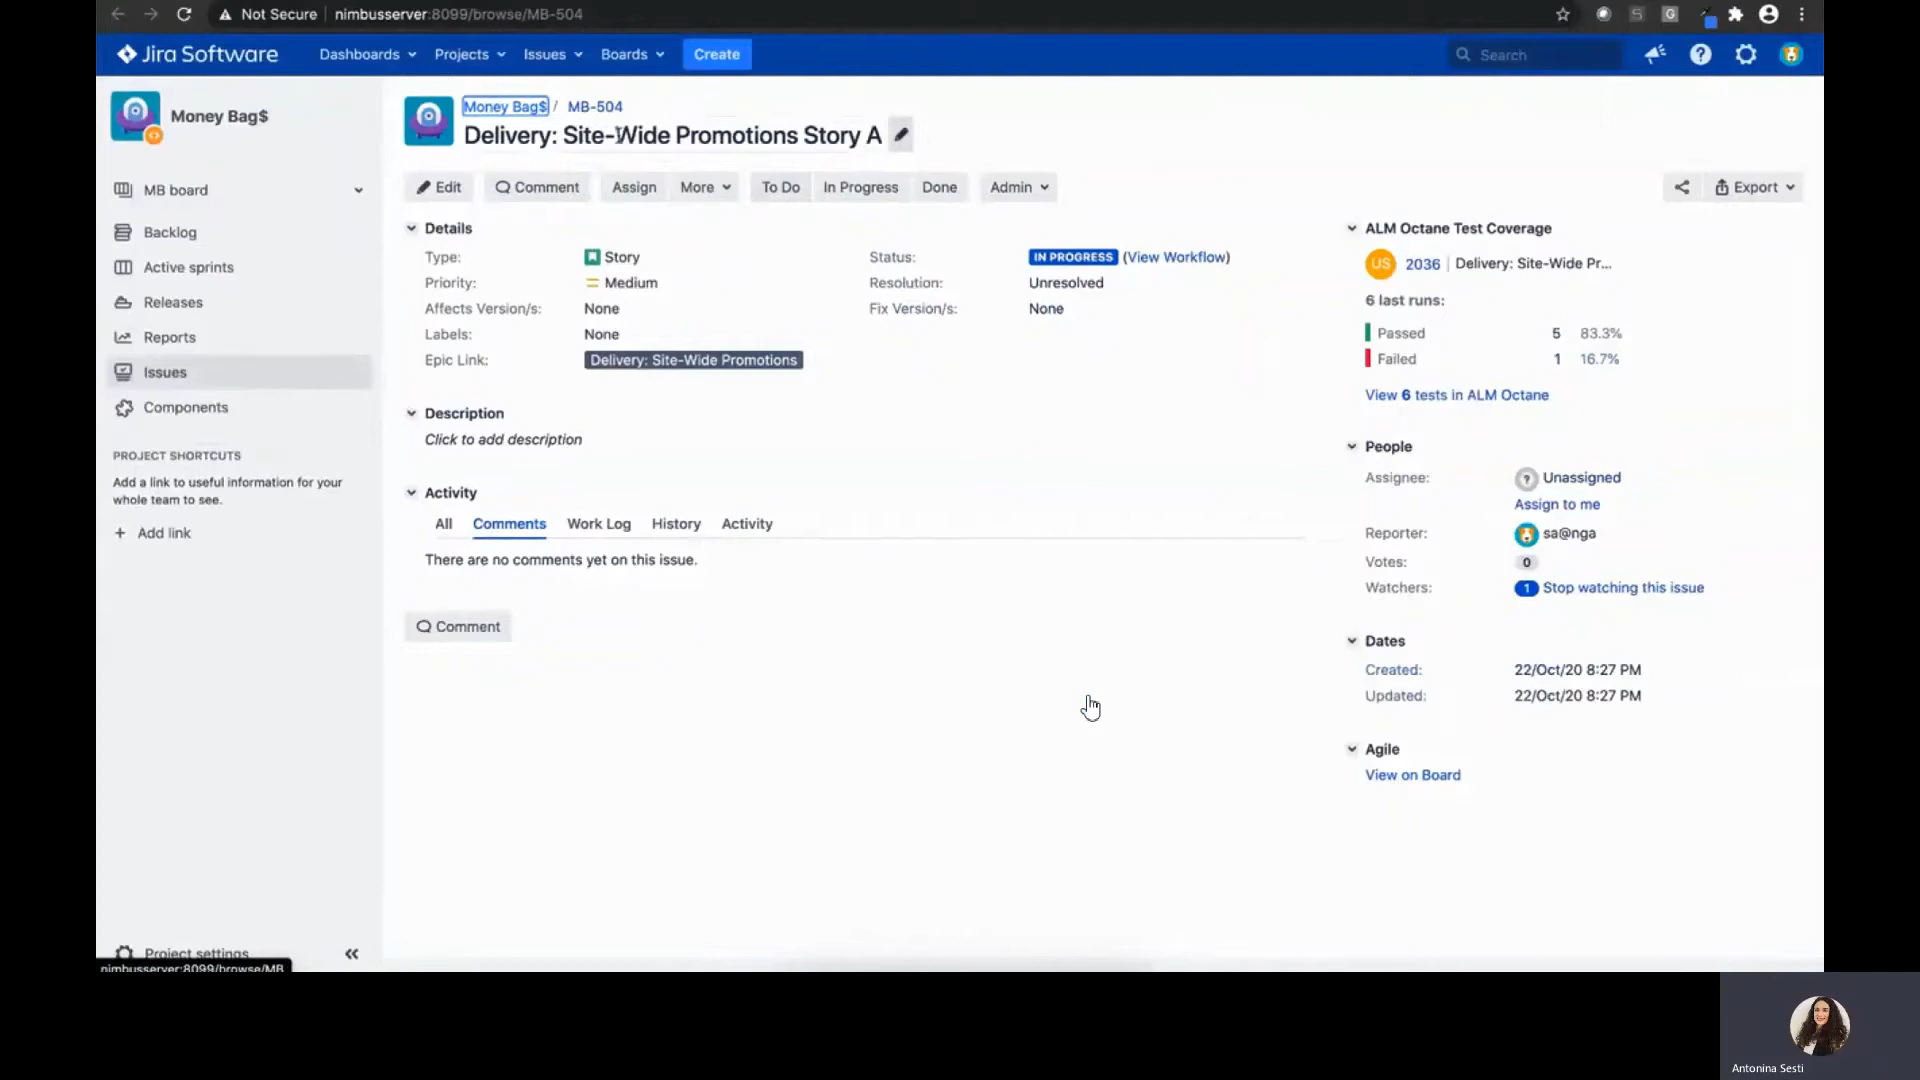 Not Secure | nimbusserver:8099/browse/MB-504
Jira Software Dashboards Projects Issues Boards Create Search
Money Bag$
MB board
Backlog
Active sprints
Releases
Reports
Issues
Components
PROJECT SHORTCUTS
Add a link to useful information for your
whole team to see.
+ Add link
Project settings
nimbusserver:8099/browse/MB
Money Bag$ / MB-504
Delivery: Site-Wide Promotions Story A
Edit Comment Assign More To Do In Progress Done Admin Export
Details
Type: Story Status: IN PROGRESS (View Workflow)
Priority: Medium Resolution: Unresolved
Affects Version/s: None Fix Version/s: None
Labels: None
Epic Link: Delivery: Site-Wide Promotions
Description
Click to add description
Activity
All Comments Work Log History Activity
There are no comments yet on this issue.
Comment
ALM Octane Test Coverage
US 2036 | Delivery: Site-Wide Pr...
6 last runs:
Passed 5 83.3%
Failed 1 16.7%
View 6 tests in ALM Octane
People
Assignee: ? Unassigned
Assign to me
Reporter: sa@nga
Votes: 0
Watchers: 1 Stop watching this issue
Dates
Created: 22/Oct/20 8:27 PM
Updated: 22/Oct/20 8:27 PM
Agile
View on Board
Antonina Sesti